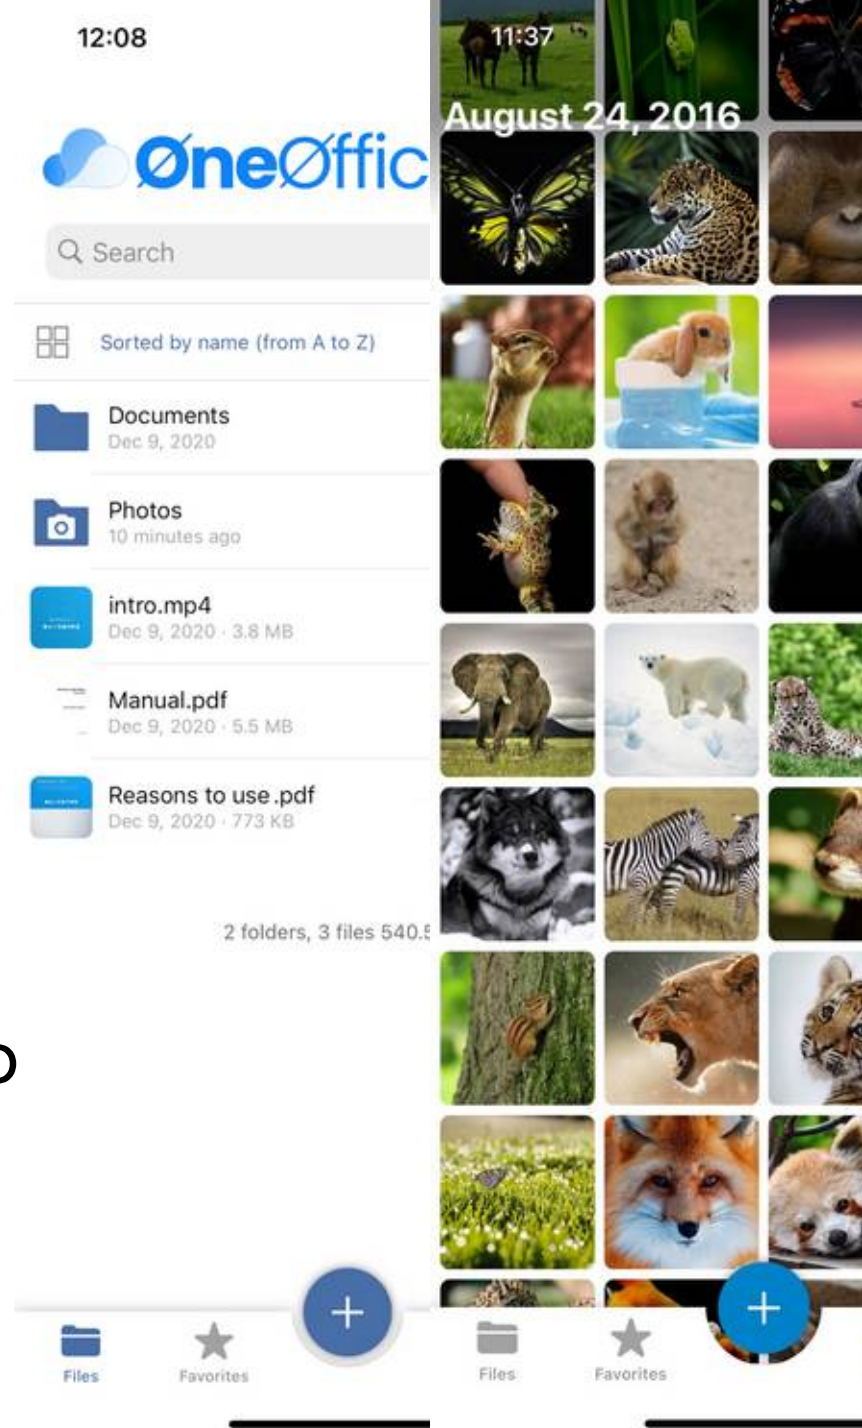 12:08
ØneØffic
Search
Sorted by name (from A to Z)
Documents
Dec 9, 2020
Photos
10 minutes ago
intro.mp4
Dec 9, 2020 · 3.8 MB
Manual.pdf
Dec 9, 2020 · 5.5 MB
Reasons to use.pdf
Dec 9, 2020 · 773 KB
2 folders, 3 files 540.5
Files
Favorites
11:37
August 24, 2016
Files
Favorites